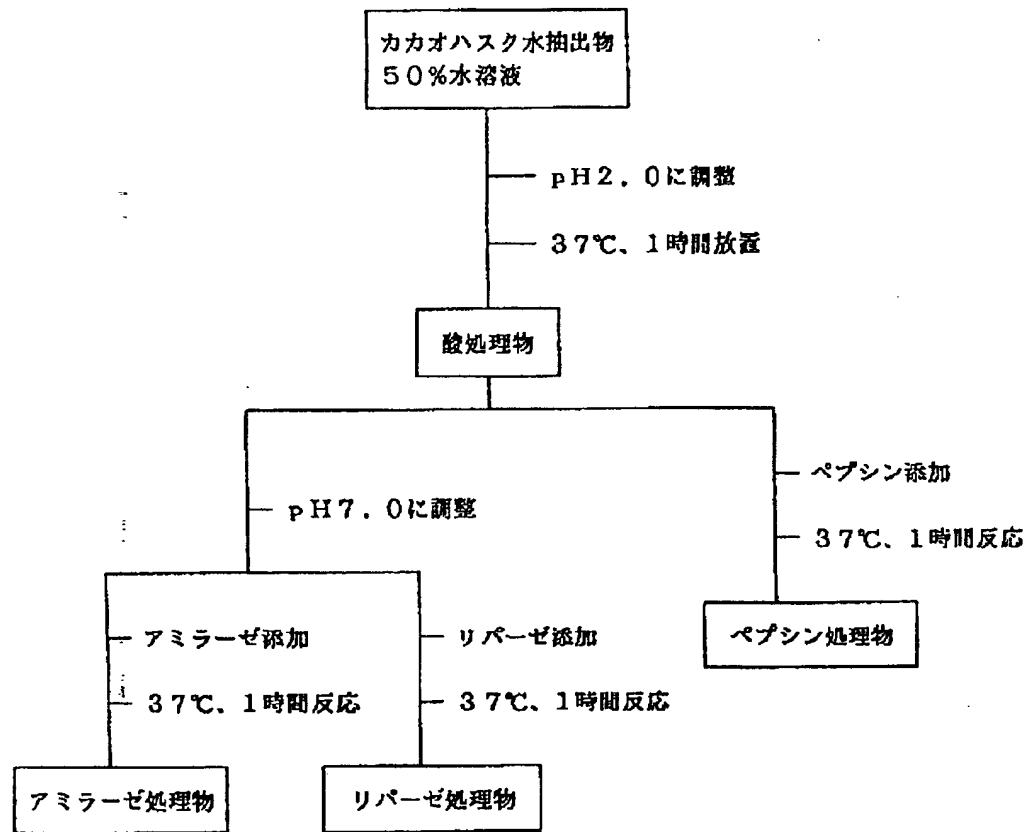 カカオハスク水抽出物
50%水溶液
pH2.0に調整
37℃、1時間放置
酸処理物
ペプシン添加
pH7.0に調整
37℃、1時間反応
アミラーゼ添加
リパーゼ添加
ペプシン処理物
37℃、1時間反応
37℃、1時間反応
アミラーゼ処理物
リパーゼ処理物